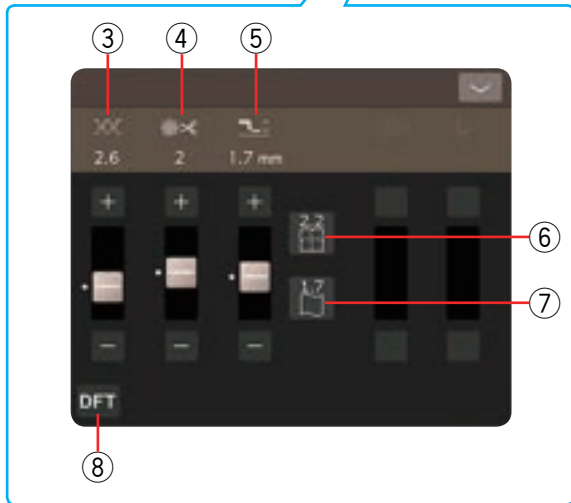 ③ ④ ⑤
2.6 2 1.7 mm
+ + +
2.2
⑥
1.7
⑦
− − −
DFT
⑧